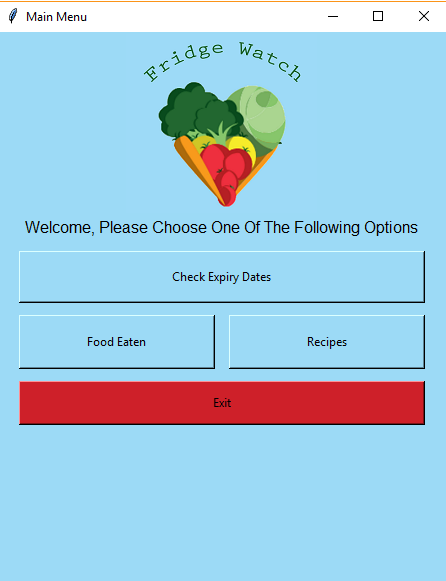 Main Menu
Fridge Watch
Welcome, Please Choose One Of The Following Options
Check Expiry Dates
Food Eaten
Recipes
Exit